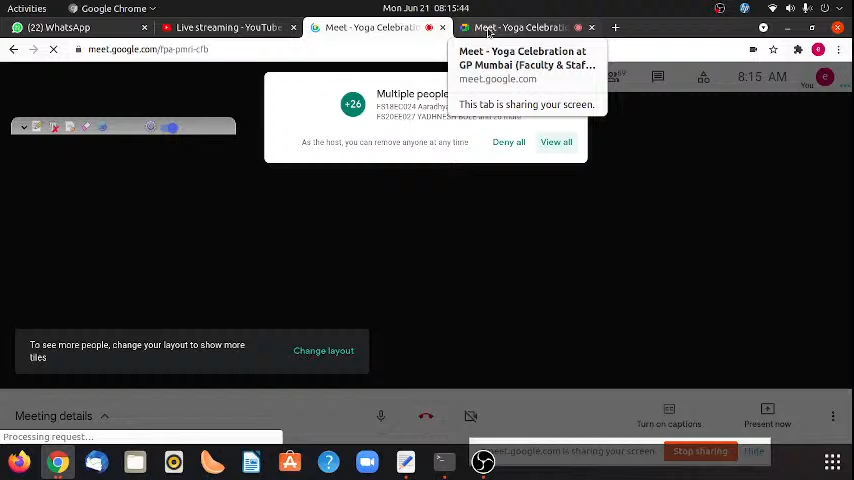 Activities
Google Chrome
Mon Jun 21 08:15:44
(22) WhatsApp
Live streaming - YouTube
Meet - Yoga Celebration
Meet - Yoga Celebratio
meet.google.com/fpa-pmri-cfb
Meet - Yoga Celebration at
GP Mumbai (Faculty & Staf...
meet.google.com
This tab is sharing your screen.
8:15 AM
e
You
+26
Multiple people
FS18EC024 Aaradhya
FS20EE027 YADHNESH
As the host, you can remove anyone at any time
Deny all
View all
To see more people, change your layout to show more
tiles
Change layout
Meeting details
Turn on captions
Present now
Processing request...
meet.google.com is sharing your screen
Stop sharing
Hide